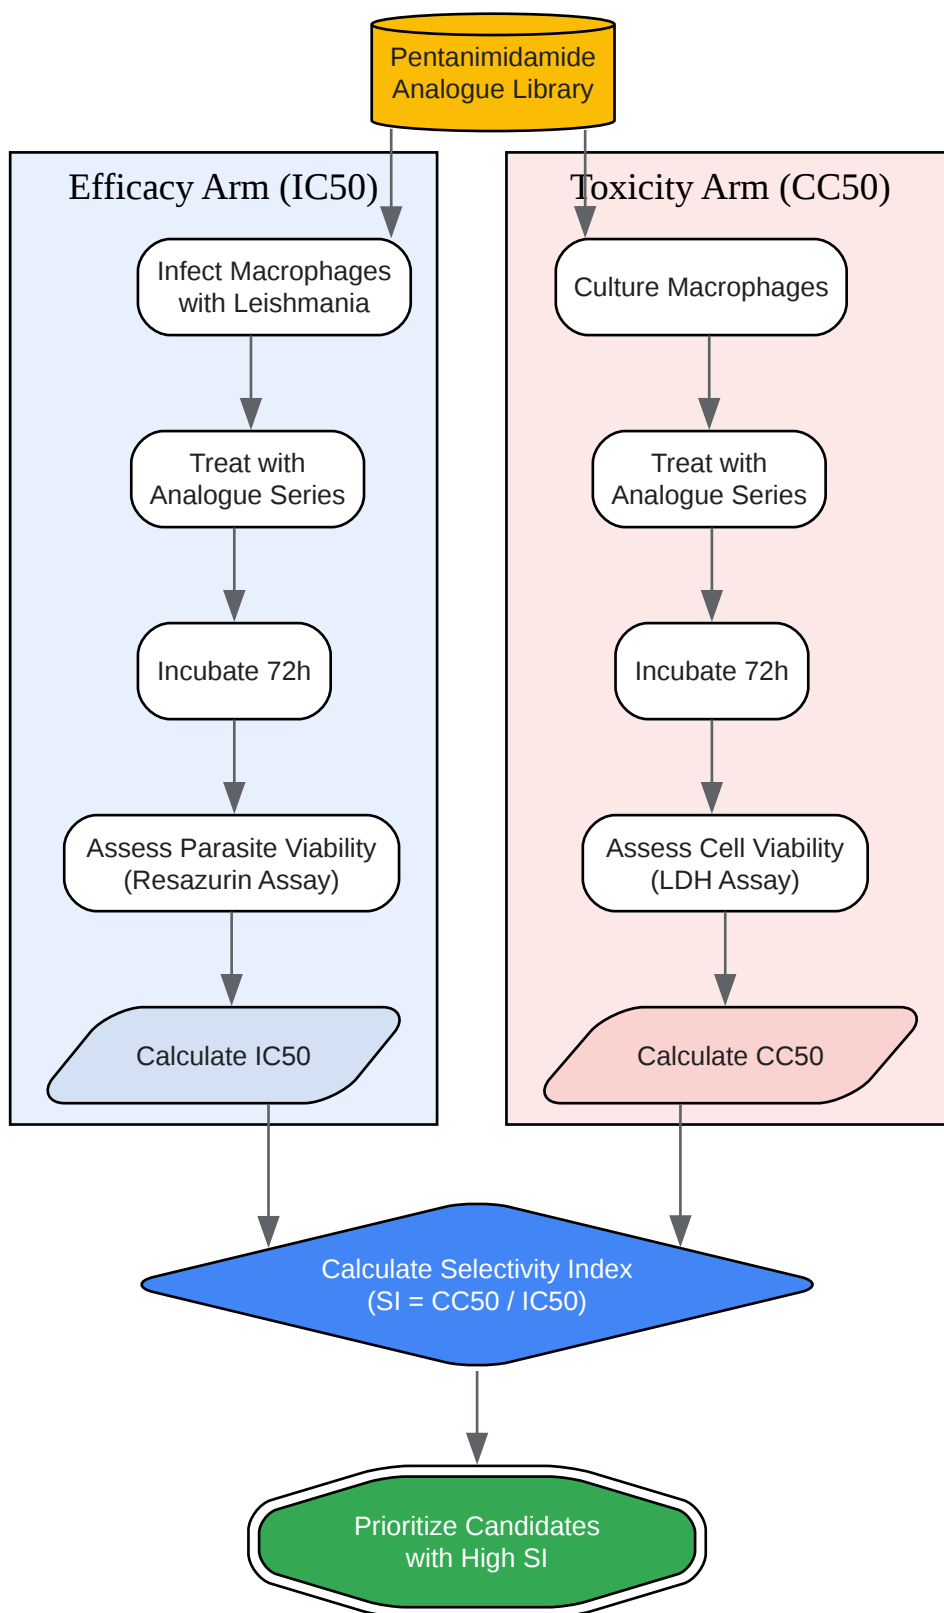 Pentanimidamide
Analogue Library
Efficacy Arm (IC50)
Infect Macrophages
with Leishmania
Treat with
Analogue Series
Incubate 72h
Assess Parasite Viability
(Resazurin Assay)
Calculate IC50
Toxicity Arm (CC50)
Culture Macrophages
Treat with
Analogue Series
Incubate 72h
Assess Cell Viability
(LDH Assay)
Calculate CC50
Calculate Selectivity Index
(SI = CC50 / IC50)
Prioritize Candidates
with High SI